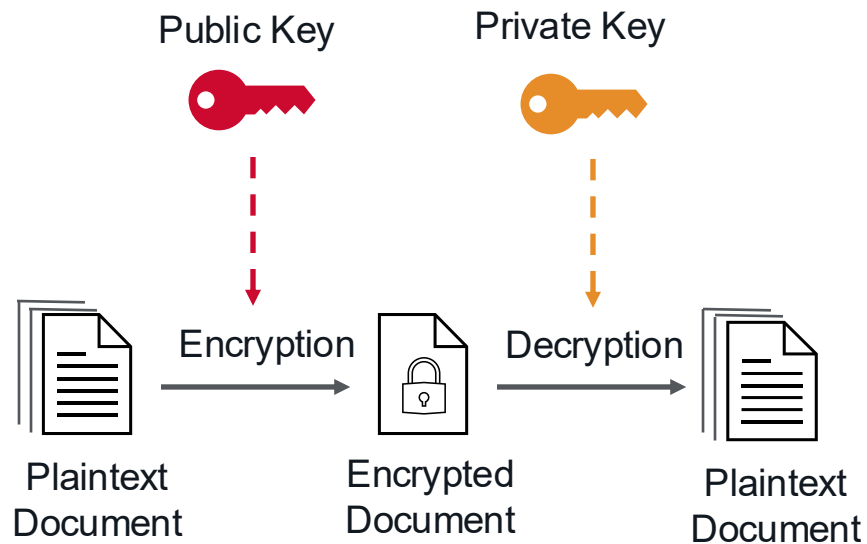 Public Key
Private Key
Encryption
Decryption
Plaintext
Document
Encrypted
Document
Plaintext
Document